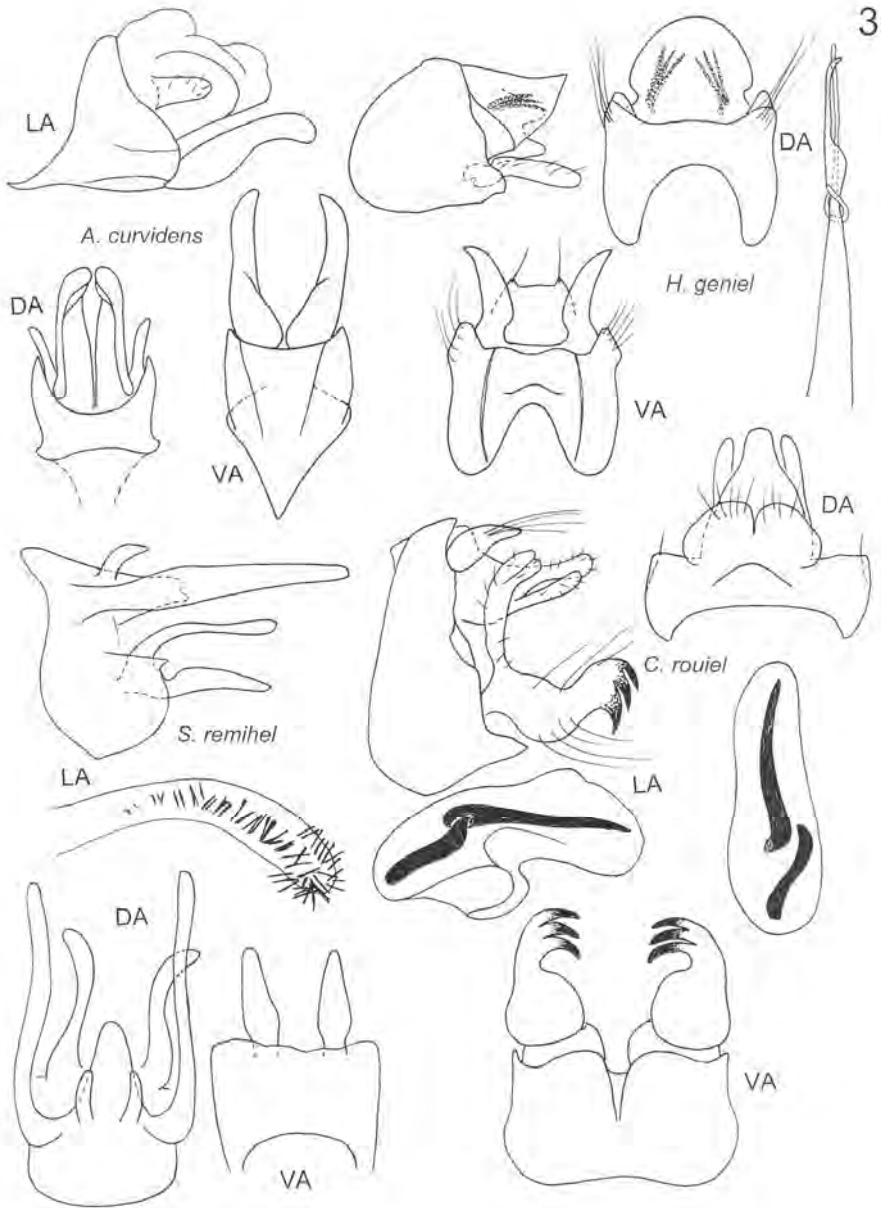 3
LA
DA
A. curvidens
H. geniel
DA
VA
VA
DA
S. remihel
C. rouiel
LA
LA
DA
VA
VA